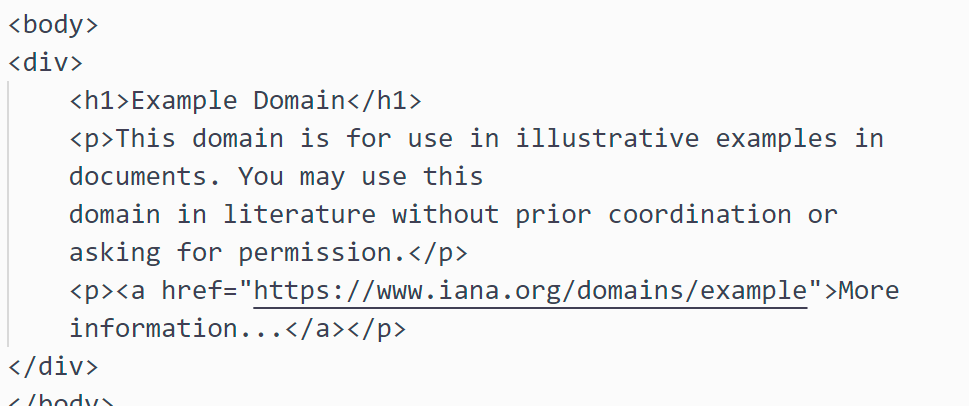 <body>
<div>
    <h1>Example Domain</h1>
    <p>This domain is for use in illustrative examples in
    documents. You may use this
    domain in literature without prior coordination or
    asking for permission.</p>
    <p><a href="https://www.iana.org/domains/example">More
    information...</a></p>
</div>
</body>